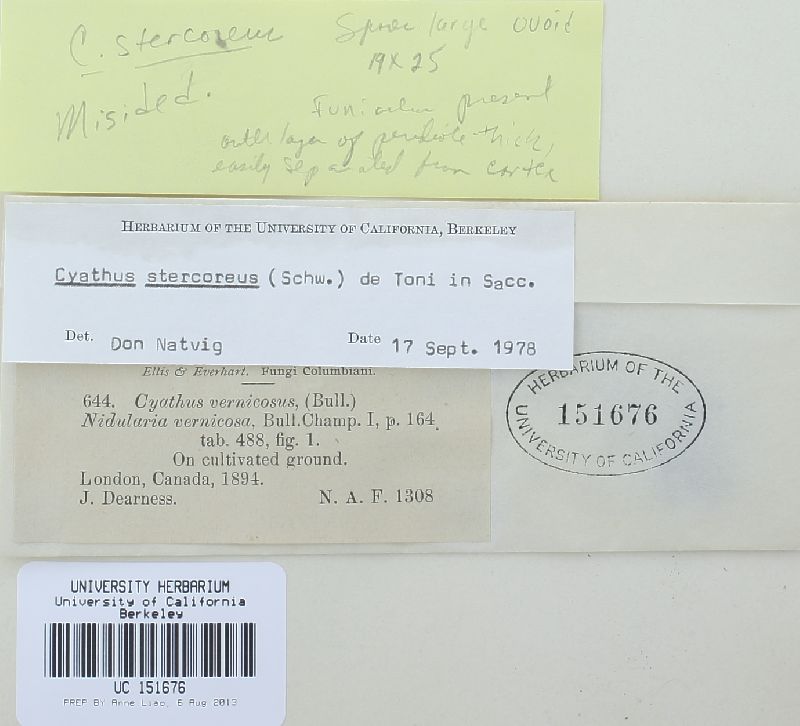 C. stercoreus
Spores large ovoid
19 x 25
Misided.
Funiculus present
outer layer of peridiole thick,
easily separated from cortex
HERBARIUM OF THE UNIVERSITY OF CALIFORNIA, BERKELEY
Cyathus stercoreus (Schw.) de Toni in Sacc.
Det. Don Natvig Date 17 Sept. 1978
Ellis & Everhart. Fungi Columbiani.
644. Cyathus vernicosus, (Bull.)
Nidularia vernicosa, Bull. Champ. I, p. 164,
tab. 488, fig. 1.
On cultivated ground.
London, Canada, 1894.
J. Dearness. N. A. F. 1308
HERBARIUM OF THE
151676
UNIVERSITY OF CALIFORNIA
UNIVERSITY HERBARIUM
University of California
Berkeley
UC 151676
PREP BY Anne Liao, 6 Aug 2013